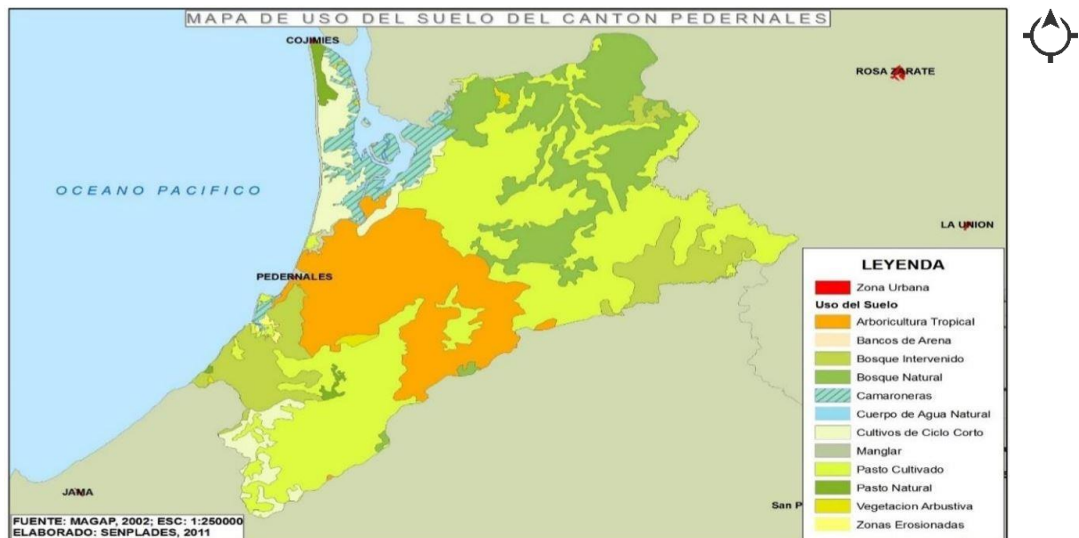 MAPA DE USO DEL SUELO DEL CANTON PEDERNALES
COJIMIES
ROSA ZARATE
OCEANO PACIFICO
LA UNION
PEDERNALES
LEYENDA
Zona Urbana
Uso del Suelo
Arboricultura Tropical
Bancos de Arena
Bosque Intervenido
Bosque Natural
Camaroneras
Cuerpo de Agua Natural
Cultivos de Ciclo Corto
Manglar
Pasto Cultivado
Pasto Natural
Vegetacion Arbustiva
Zonas Erosionadas
JAMA
San P
FUENTE: MAGAP, 2002; ESC: 1:250000
ELABORADO: SENPLADES, 2011